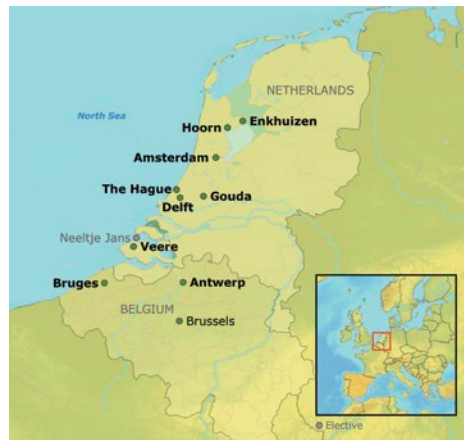 NETHERLANDS
North Sea
Enkhuizen
Hoorn
Amsterdam
The Hague
Gouda
Delft
Neeltje Jans
Veere
Bruges
Antwerp
BELGIUM
Brussels
Elective